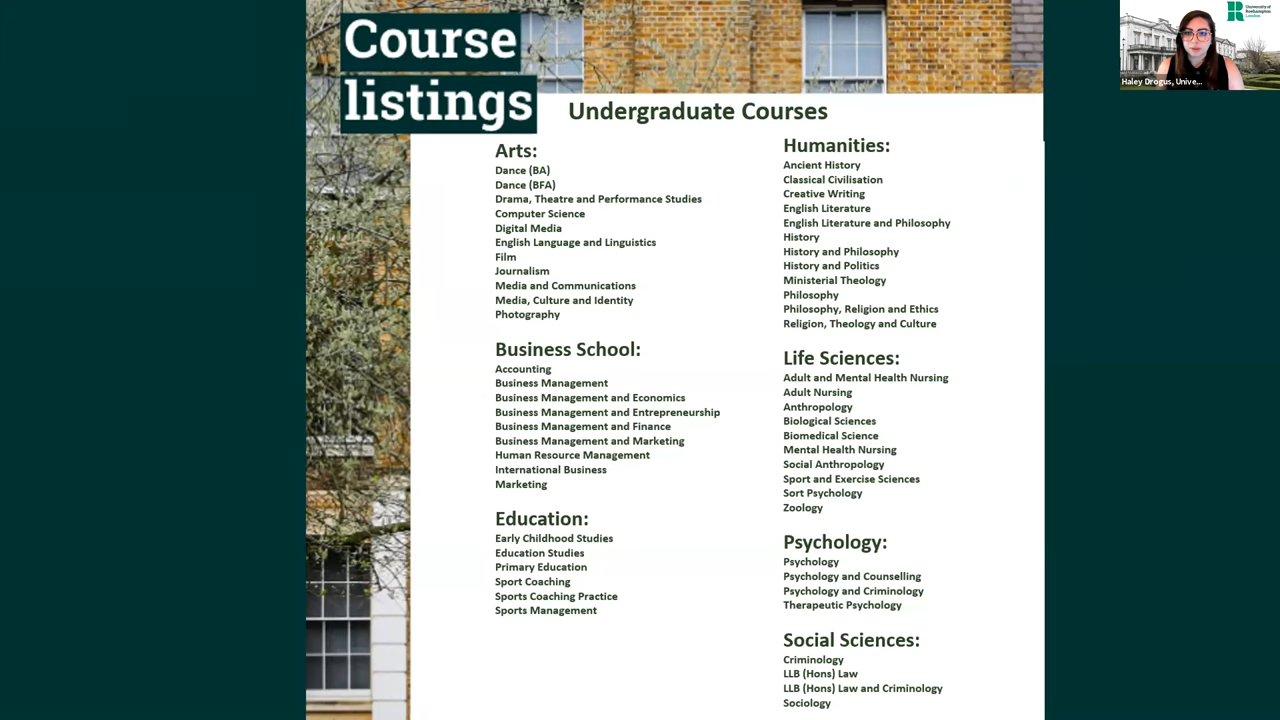 Course
listings
Undergraduate Courses
Arts:
Dance (BA)
Dance (BFA)
Drama, Theatre and Performance Studies
Computer Science
Digital Media
English Language and Linguistics
Film
Journalism
Media and Communications
Media, Culture and Identity
Photography
Business School:
Accounting
Business Management
Business Management and Economics
Business Management and Entrepreneurship
Business Management and Finance
Business Management and Marketing
Human Resource Management
International Business
Marketing
Education:
Early Childhood Studies
Education Studies
Primary Education
Sport Coaching
Sports Coaching Practice
Sports Management
Humanities:
Ancient History
Classical Civilisation
Creative Writing
English Literature
English Literature and Philosophy
History
History and Philosophy
History and Politics
Ministerial Theology
Philosophy
Philosophy, Religion and Ethics
Religion, Theology and Culture
Life Sciences:
Adult and Mental Health Nursing
Adult Nursing
Anthropology
Biological Sciences
Biomedical Science
Mental Health Nursing
Social Anthropology
Sport and Exercise Sciences
Sort Psychology
Zoology
Psychology:
Psychology
Psychology and Counselling
Psychology and Criminology
Therapeutic Psychology
Social Sciences:
Criminology
LLB (Hons) Law
LLB (Hons) Law and Criminology
Sociology
University of
Roehampton
London
Haley Drogus, Unive...